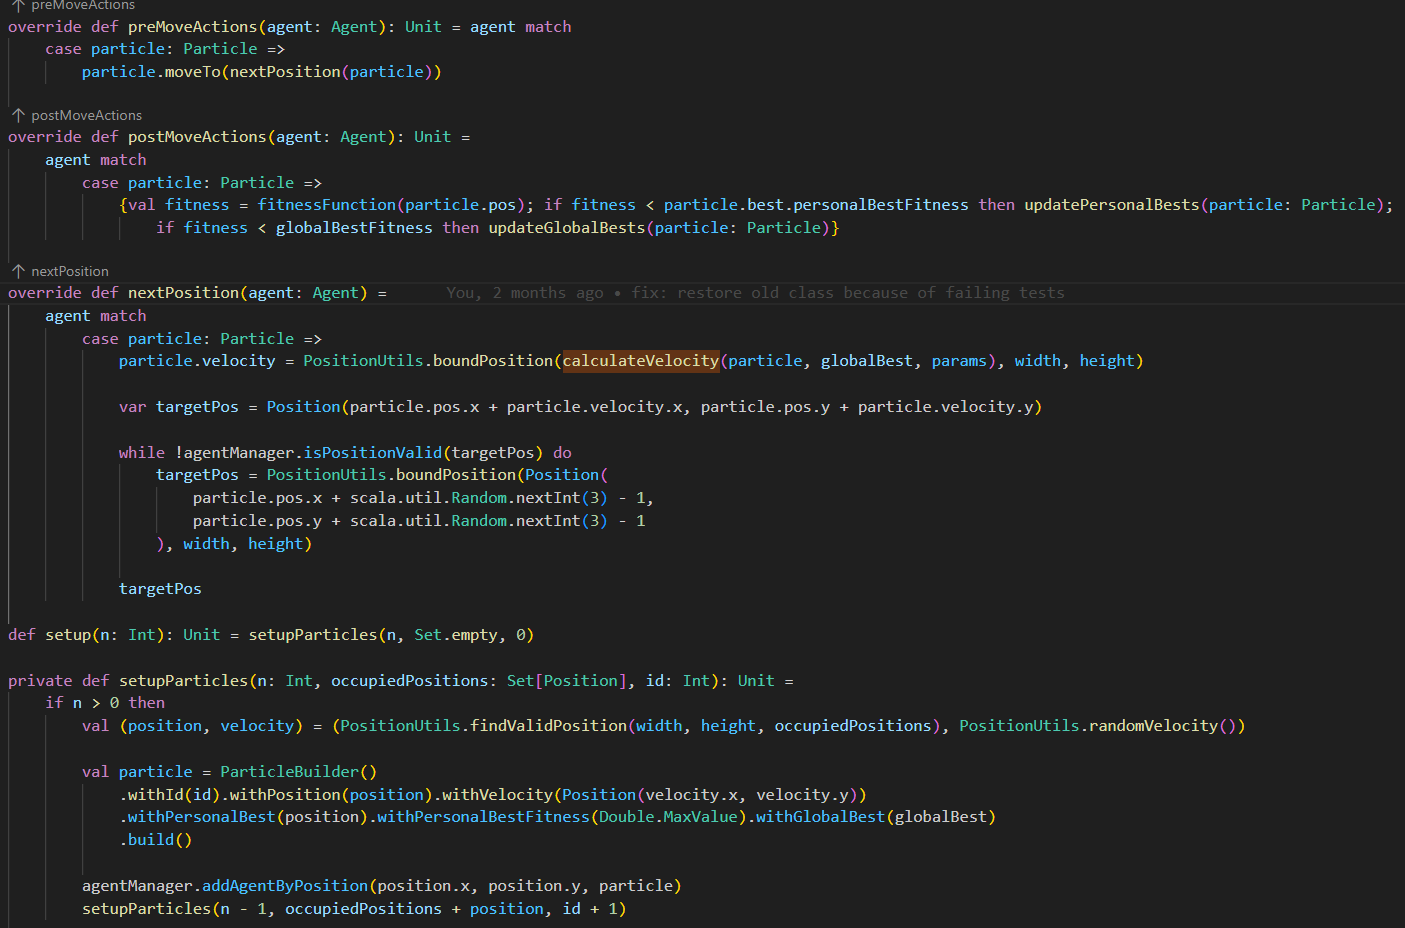 ↑ preMoveActions
override def preMoveActions(agent: Agent): Unit = agent match
    case particle: Particle =>
        particle.moveTo(nextPosition(particle))

↑ postMoveActions
override def postMoveActions(agent: Agent): Unit =
    agent match
        case particle: Particle =>
            {val fitness = fitnessFunction(particle.pos); if fitness < particle.best.personalBestFitness then updatePersonalBests(particle: Particle);
                if fitness < globalBestFitness then updateGlobalBests(particle: Particle)}

↑ nextPosition
override def nextPosition(agent: Agent) =      You, 2 months ago • fix: restore old class because of failing tests
    agent match
        case particle: Particle =>
            particle.velocity = PositionUtils.boundPosition(calculateVelocity(particle, globalBest, params), width, height)

            var targetPos = Position(particle.pos.x + particle.velocity.x, particle.pos.y + particle.velocity.y)

            while !agentManager.isPositionValid(targetPos) do
                targetPos = PositionUtils.boundPosition(Position(
                    particle.pos.x + scala.util.Random.nextInt(3) - 1,
                    particle.pos.y + scala.util.Random.nextInt(3) - 1
                ), width, height)

            targetPos

def setup(n: Int): Unit = setupParticles(n, Set.empty, 0)

private def setupParticles(n: Int, occupiedPositions: Set[Position], id: Int): Unit =
    if n > 0 then
        val (position, velocity) = (PositionUtils.findValidPosition(width, height, occupiedPositions), PositionUtils.randomVelocity())

        val particle = ParticleBuilder()
            .withId(id).withPosition(position).withVelocity(Position(velocity.x, velocity.y))
            .withPersonalBest(position).withPersonalBestFitness(Double.MaxValue).withGlobalBest(globalBest)
            .build()

        agentManager.addAgentByPosition(position.x, position.y, particle)
        setupParticles(n - 1, occupiedPositions + position, id + 1)